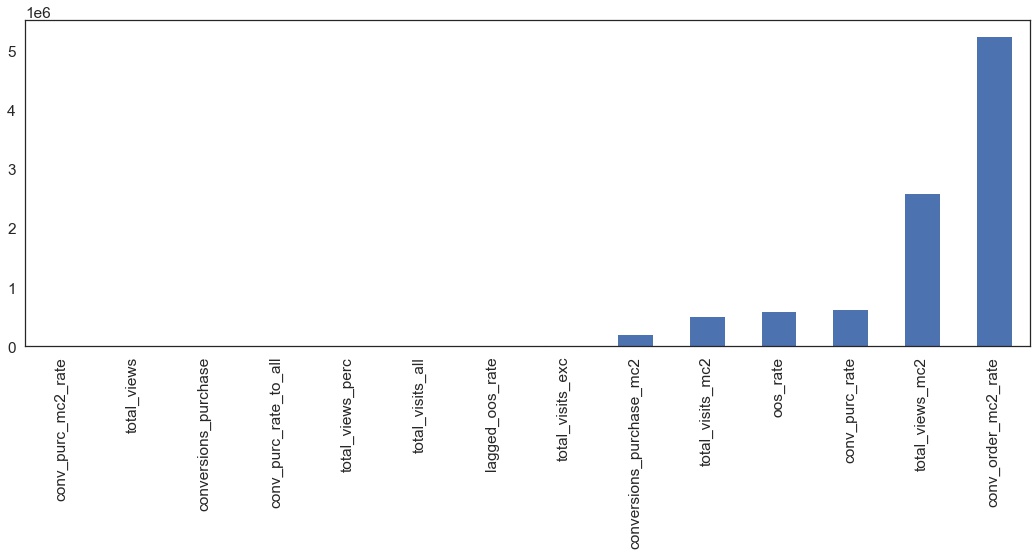 1e6
5
4
3
2
1
0
conv_purc_mc2_rate
total_views
conversions_purchase
conv_purc_rate_to_all
total_views_perc
total_visits_all
lagged_oos_rate
total_visits_exc
conversions_purchase_mc2
total_visits_mc2
oos_rate
conv_purc_rate
total_views_mc2
conv_order_mc2_rate